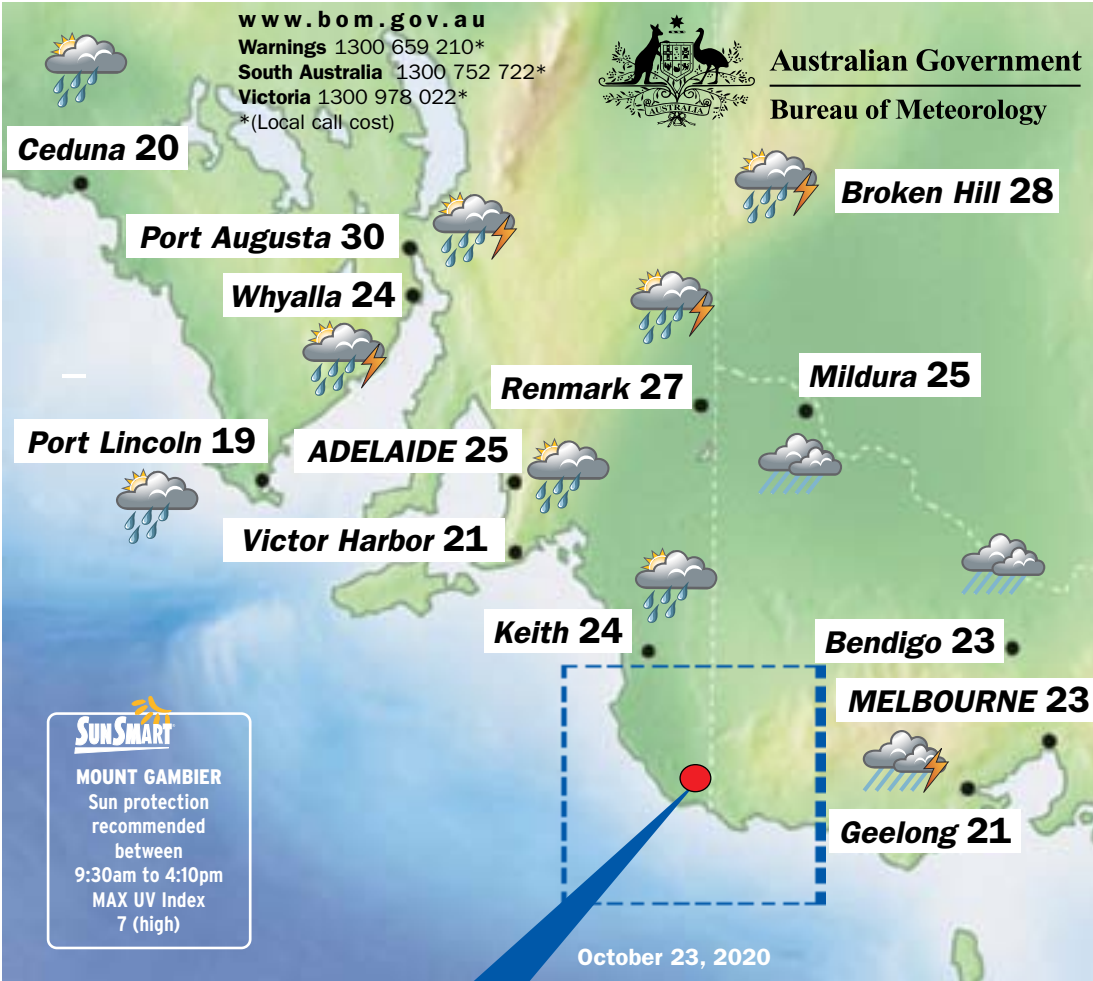 www.bom.gov.au
Warnings 1300 659 210*
South Australia 1300 752 722*
Victoria 1300 978 022*
*(Local call cost)
AUSTRALIA
Australian Government
Bureau of Meteorology
Ceduna 20
Broken Hill 28
Port Augusta 30
Whyalla 24
Renmark 27
Mildura 25
Port Lincoln 19
ADELAIDE 25
Victor Harbor 21
Keith 24
Bendigo 23
MELBOURNE 23
Geelong 21
SUNSMART
MOUNT GAMBIER
Sun protection
recommended
between
9:30am to 4:10pm
MAX UV Index
7 (high)
October 23, 2020